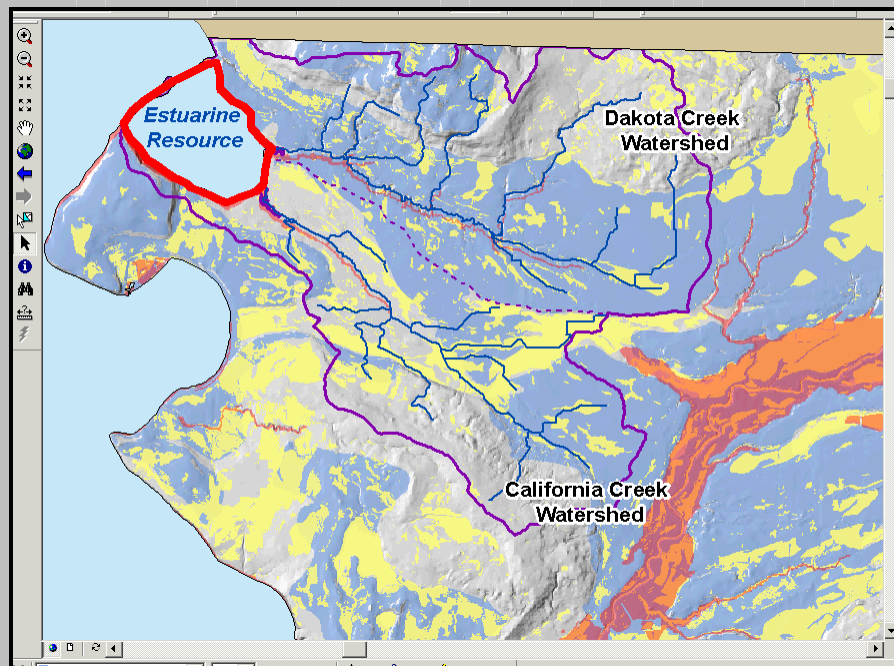 Estuarine
Resource
Dakota Creek
Watershed
California Creek
Watershed